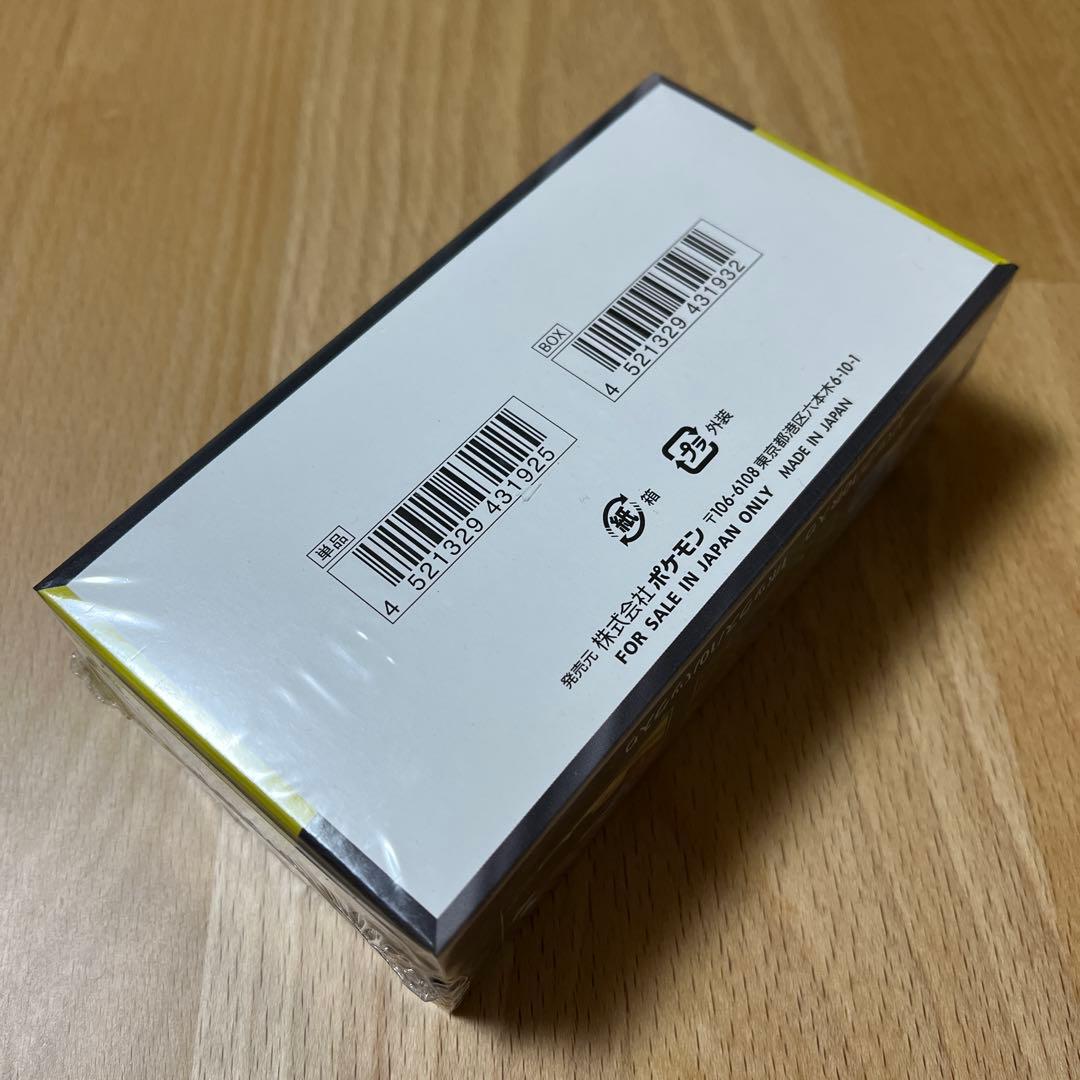 BOX
4 521329 431932
単品
4 521329 431925
プラ 外装
紙 箱
発売元 株式会社ポケモン 〒106-6108 東京都港区六本木6-10-1
FOR SALE IN JAPAN ONLY MADE IN JAPAN